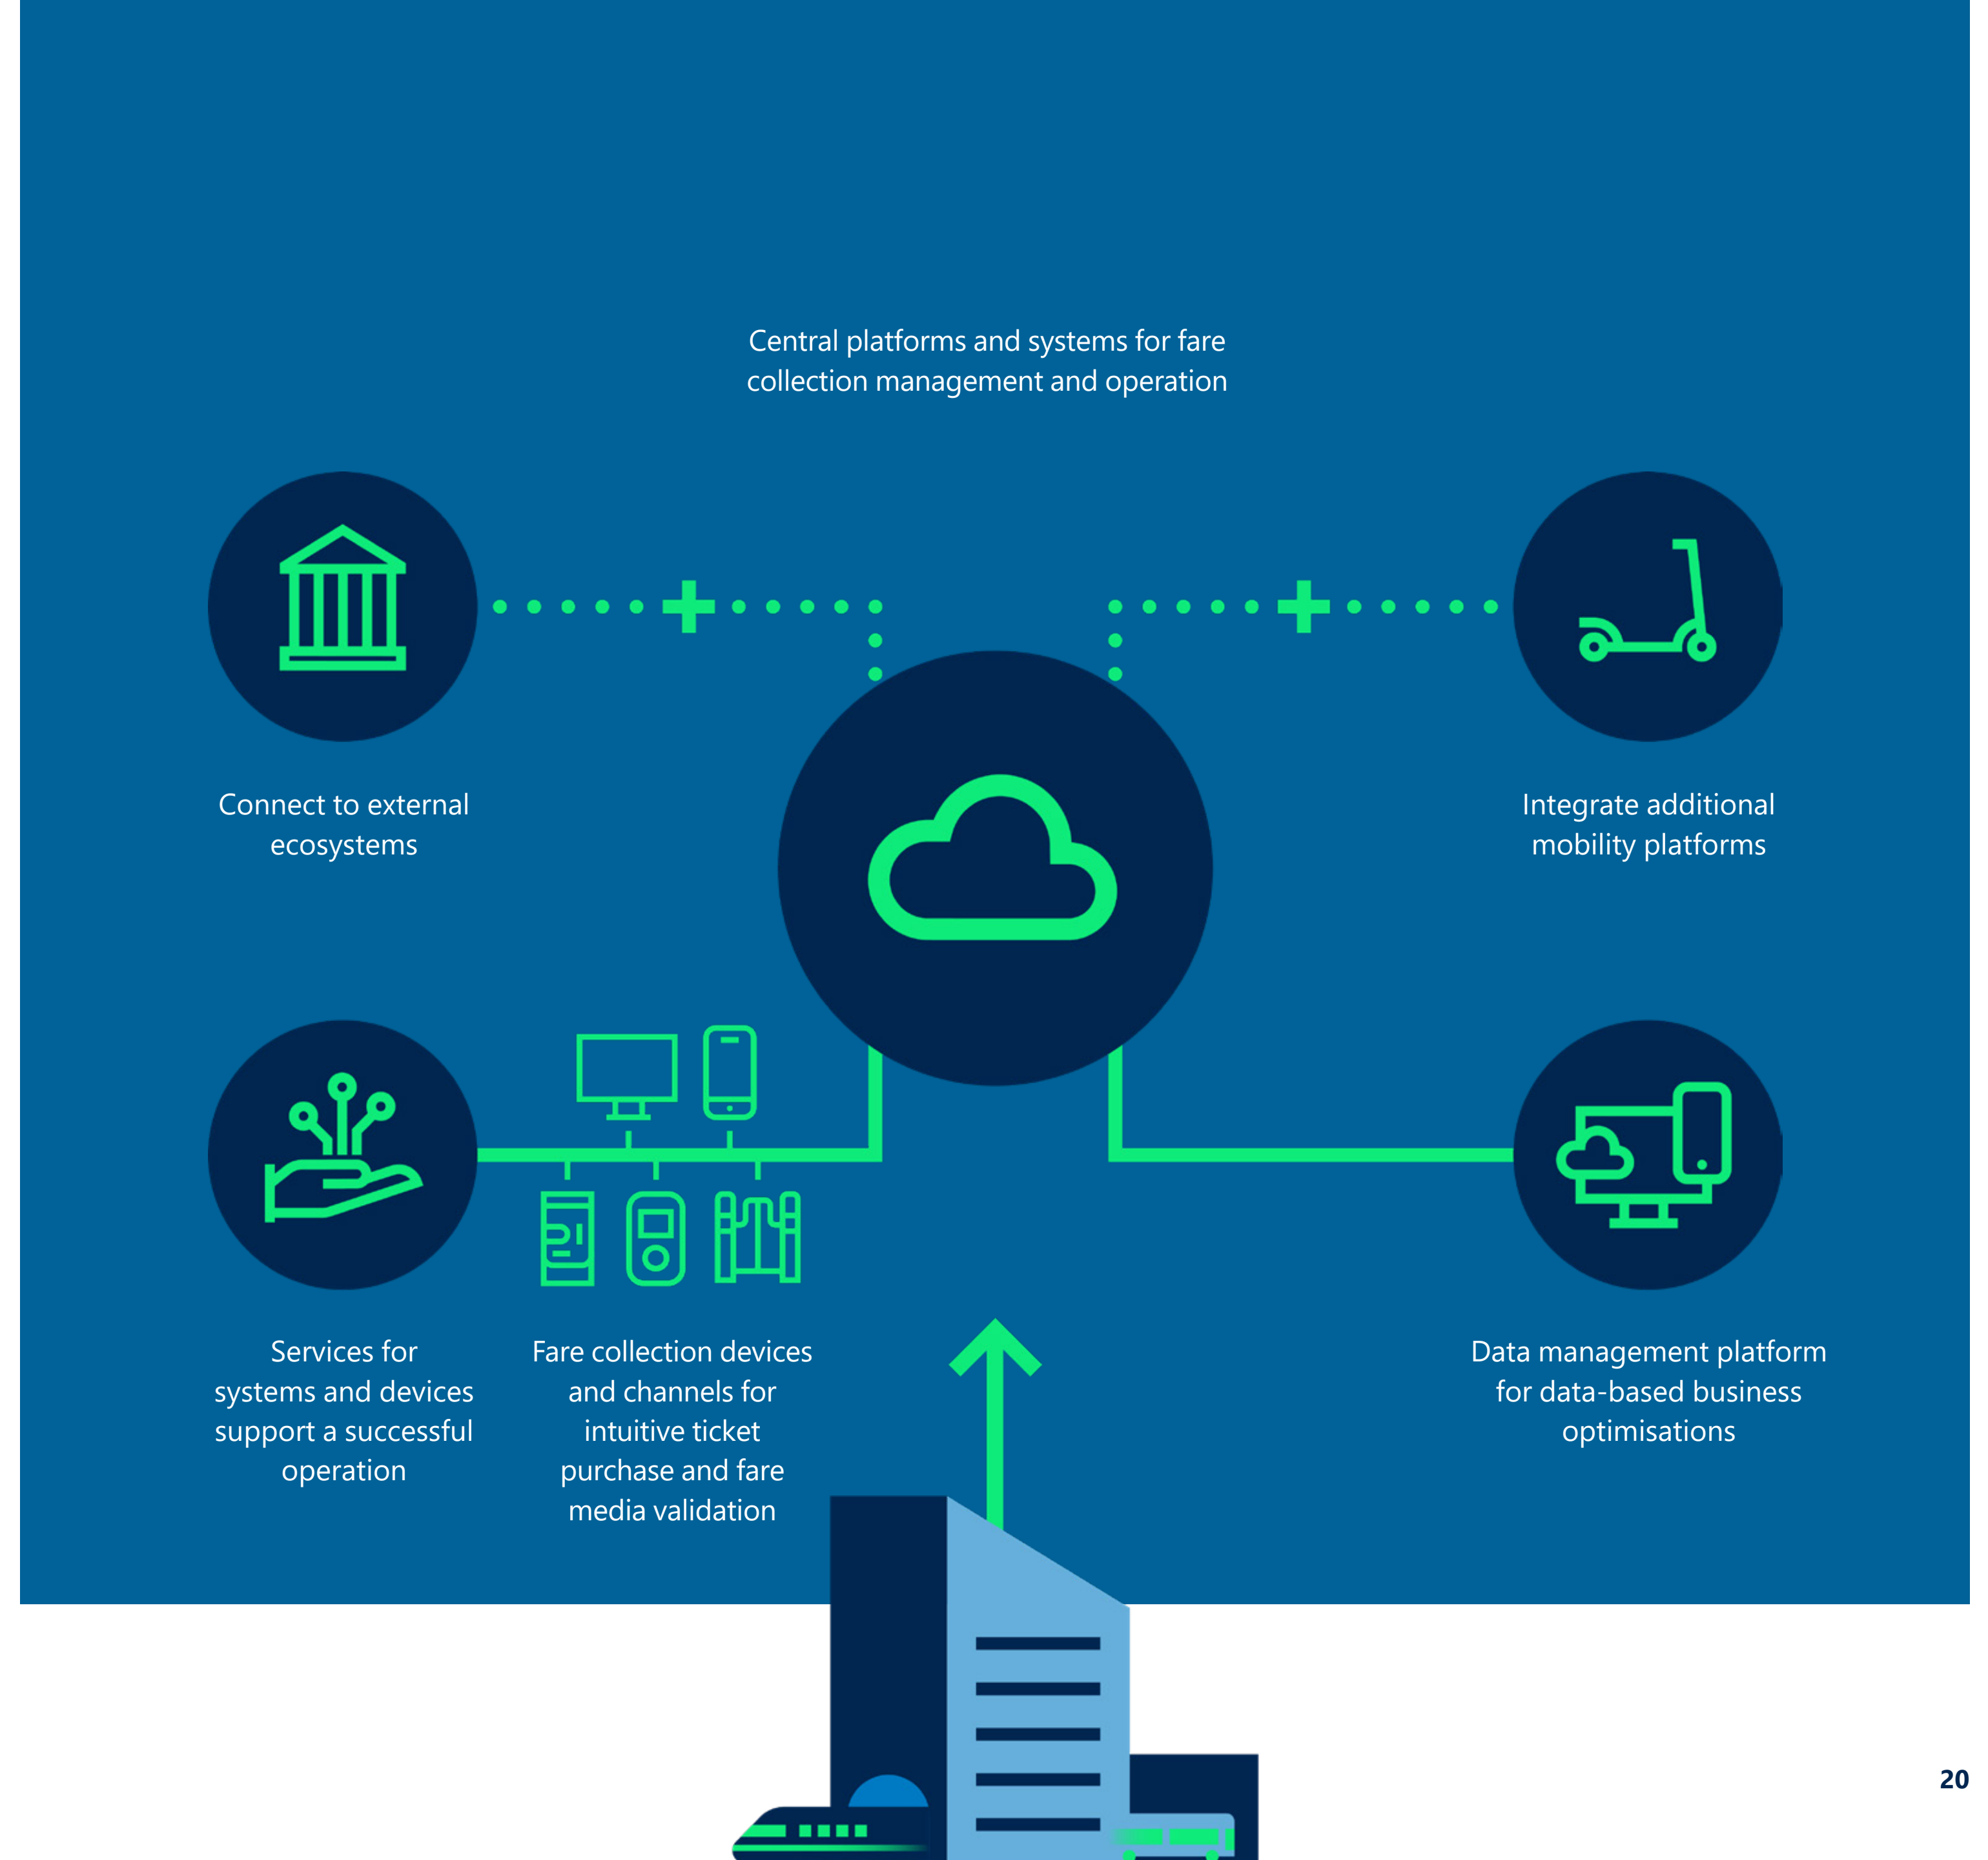 Central platforms and systems for fare
collection management and operation
Connect to external
ecosystems
Integrate additional
mobility platforms
Services for
systems and devices
support a successful
operation
Fare collection devices
and channels for
intuitive ticket
purchase and fare
media validation
Data management platform
for data-based business
optimisations
20